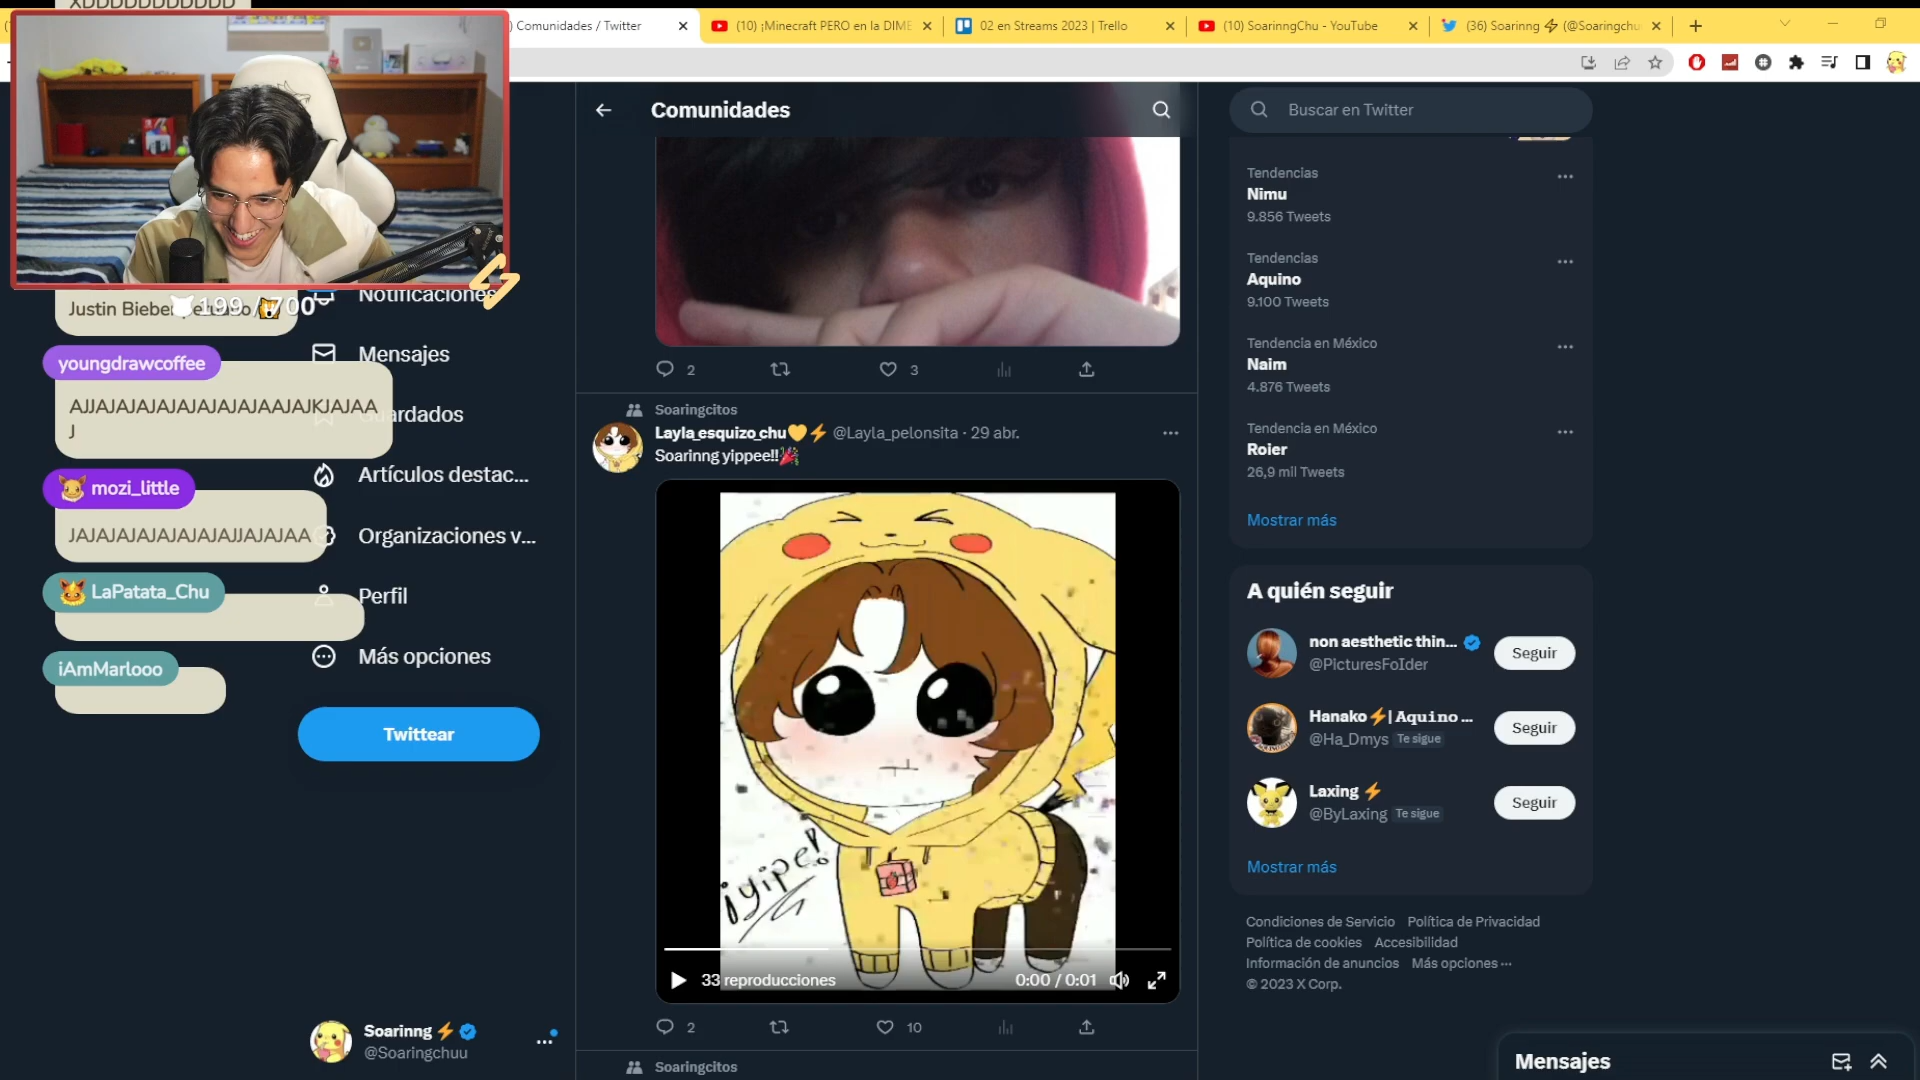 XDDDDDDDDDDD
) Comunidades / Twitter
(10) ¡Minecraft PERO en la DIME
02 en Streams 2023 | Trello
(10) SoarinngChu - YouTube
(36) Soarinng ⚡ (@Soaringchu
199 / 700
Justin Bieber
youngdrawcoffee
AJJAJAJAJAJAJAJAJAJAAJAJKJAJAA
J
mozi_little
JAJAJAJAJAJAJAJAJJAJAJAA
LaPatata_Chu
iAmMarlooo
Notificaciones
Mensajes
Guardados
Artículos destac...
Organizaciones v...
Perfil
Más opciones
Twittear
Soarinng ⚡
@Soaringchuu
Comunidades
2
3
Soaringcitos
Layla_esquizo_chu💛⚡ @Layla_pelonsita · 29 abr.
Soarinng yippee!!🎉
¡yipe!
33 reproducciones
0:00 / 0:01
2
10
Soaringcitos
Buscar en Twitter
Tendencias
Nimu
9.856 Tweets
Tendencias
Aquino
9.100 Tweets
Tendencia en México
Naim
4.876 Tweets
Tendencia en México
Roier
26,9 mil Tweets
Mostrar más
A quién seguir
non aesthetic thin...
@PicturesFoIder
Seguir
Hanako⚡| Aquino ...
@Ha_Dmys Te sigue
Seguir
Laxing ⚡
@ByLaxing Te sigue
Seguir
Mostrar más
Condiciones de Servicio Política de Privacidad
Política de cookies Accesibilidad
Información de anuncios Más opciones ···
© 2023 X Corp.
Mensajes